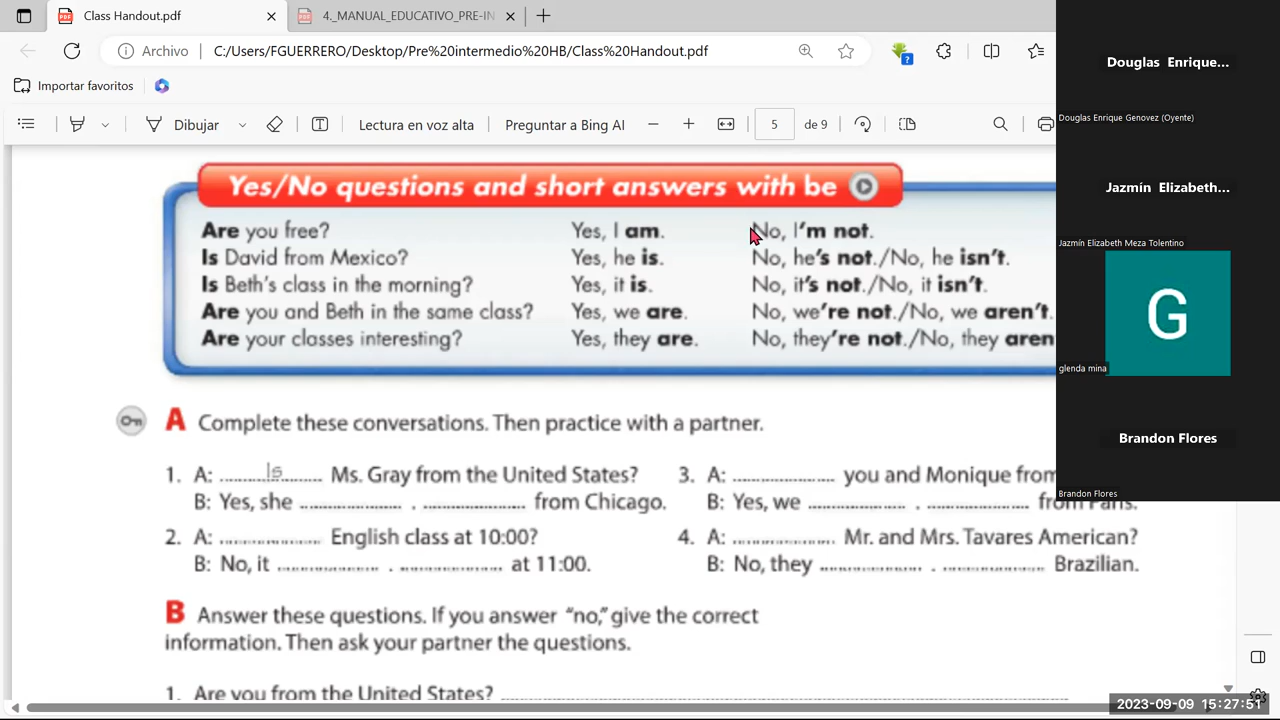 Class Handout.pdf
4._MANUAL_EDUCATIVO_PRE-IN
Archivo
C:/Users/FGUERRERO/Desktop/Pre%20intermedio%20HB/Class%20Handout.pdf
Importar favoritos
Dibujar
Lectura en voz alta
Preguntar a Bing AI
5
de 9
Yes/No questions and short answers with be
Are you free? Yes, I am. No, I'm not.
Is David from Mexico? Yes, he is. No, he's not./No, he isn't.
Is Beth's class in the morning? Yes, it is. No, it's not./No, it isn't.
Are you and Beth in the same class? Yes, we are. No, we're not./No, we aren't.
Are your classes interesting? Yes, they are. No, they're not./No, they aren
A Complete these conversations. Then practice with a partner.
1. A: ........Is........ Ms. Gray from the United States?
B: Yes, she .................... . .................... from Chicago.
2. A: .................... English class at 10:00?
B: No, it .................... . .................... at 11:00.
3. A: .................... you and Monique from
B: Yes, we .................... . .................... from Paris.
4. A: .................... Mr. and Mrs. Tavares American?
B: No, they .................... . .................... Brazilian.
B Answer these questions. If you answer "no," give the correct
information. Then ask your partner the questions.
1. Are you from the United States? ....................
Douglas Enrique...
Douglas Enrique Genovez (Oyente)
Jazmín Elizabeth...
Jazmín Elizabeth Meza Tolentino
G
glenda mina
Brandon Flores
Brandon Flores
2023-09-09 15:27:51